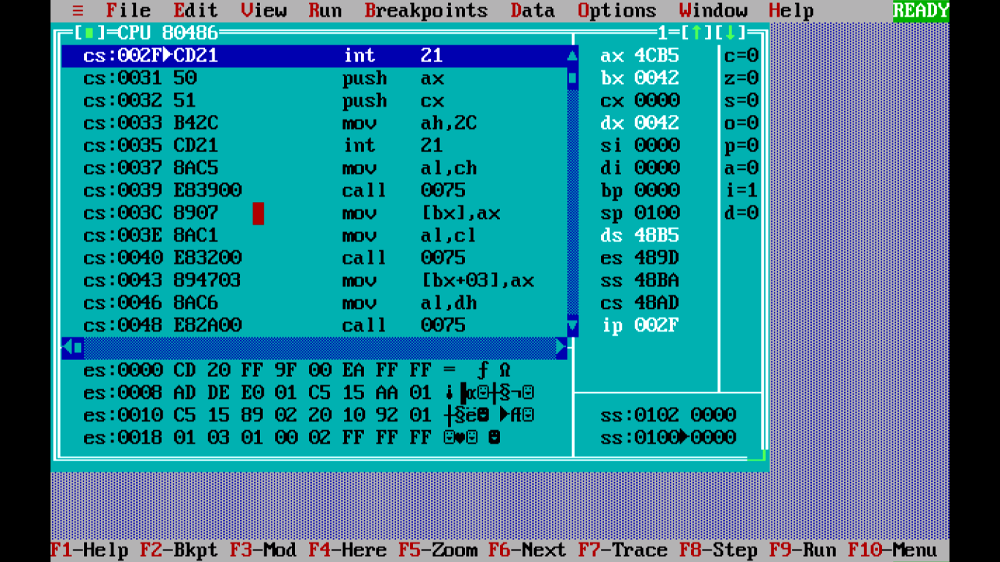 ≡ File Edit View Run Breakpoints Data Options Window Help READY
[■]=CPU 80486 1=[↑][↓]
cs:002F►CD21 int 21 ax 4CB5 c=0
cs:0031 50 push ax bx 0042 z=0
cs:0032 51 push cx cx 0000 s=0
cs:0033 B42C mov ah,2C dx 0042 o=0
cs:0035 CD21 int 21 si 0000 p=0
cs:0037 8AC5 mov al,ch di 0000 a=0
cs:0039 E83900 call 0075 bp 0000 i=1
cs:003C 8907 mov [bx],ax sp 0100 d=0
cs:003E 8AC1 mov al,cl ds 48B5
cs:0040 E83200 call 0075 es 489D
cs:0043 894703 mov [bx+03],ax ss 48BA
cs:0046 8AC6 mov al,dh cs 48AD
cs:0048 E82A00 call 0075 ip 002F
es:0000 CD 20 FF 9F 00 EA FF FF = ƒ Ω
es:0008 AD DE E0 01 C5 15 AA 01 ¡▐α☺┼§¬☺
es:0010 C5 15 89 02 20 10 92 01 ┼§ë☻ ►Æ☺ ss:0102 0000
es:0018 01 03 01 00 02 FF FF FF ☺♥☺ ☻ ss:0100►0000
F1-Help F2-Bkpt F3-Mod F4-Here F5-Zoom F6-Next F7-Trace F8-Step F9-Run F10-Menu